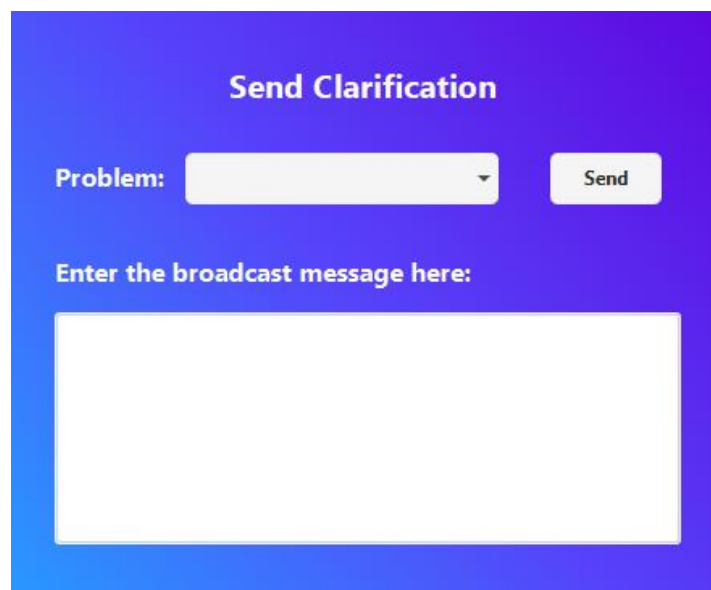 Send Clarification
Problem:
Send
Enter the broadcast message here: